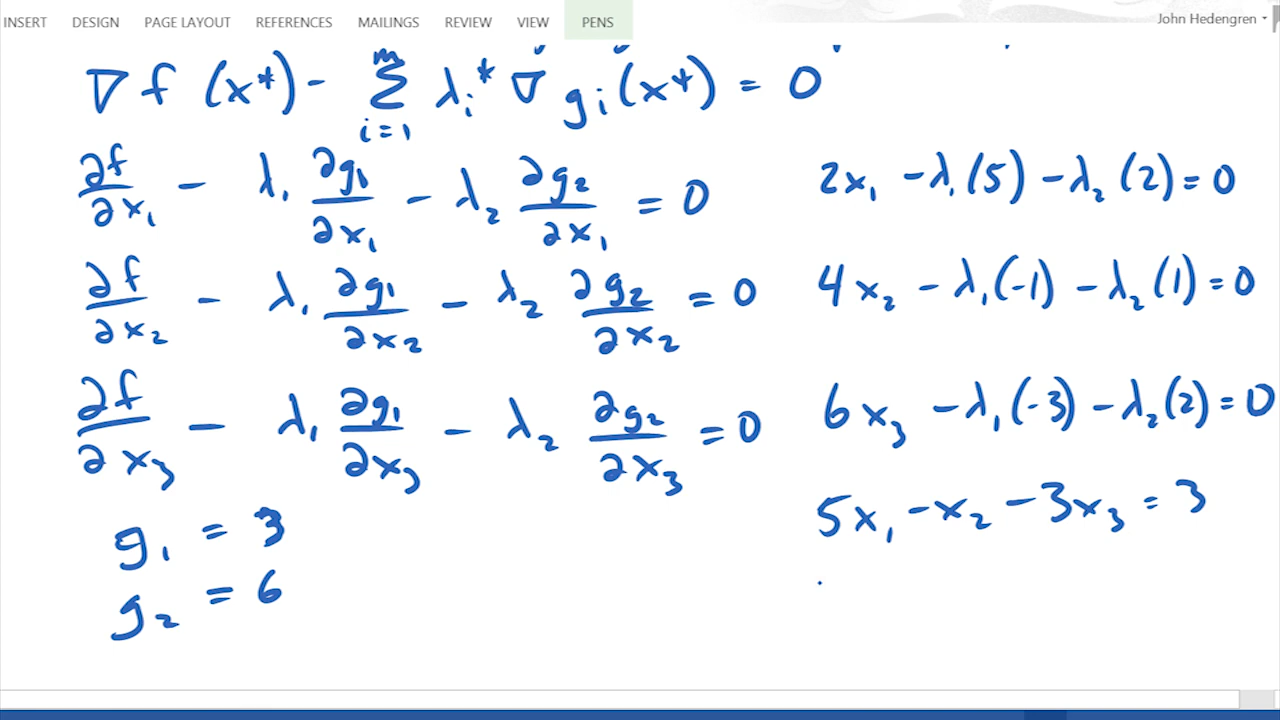 INSERT DESIGN PAGE LAYOUT REFERENCES MAILINGS REVIEW VIEW PENS John Hedengren
∇f(x*) - Σ_{i=1}^{m} λ_i* ∇g_i(x*) = 0
∂f/∂x₁ - λ₁ ∂g₁/∂x₁ - λ₂ ∂g₂/∂x₁ = 0
2x₁ - λ₁(5) - λ₂(2) = 0
∂f/∂x₂ - λ₁ ∂g₁/∂x₂ - λ₂ ∂g₂/∂x₂ = 0
4x₂ - λ₁(-1) - λ₂(1) = 0
∂f/∂x₃ - λ₁ ∂g₁/∂x₃ - λ₂ ∂g₂/∂x₃ = 0
6x₃ - λ₁(-3) - λ₂(2) = 0
g₁ = 3
5x₁ - x₂ - 3x₃ = 3
g₂ = 6